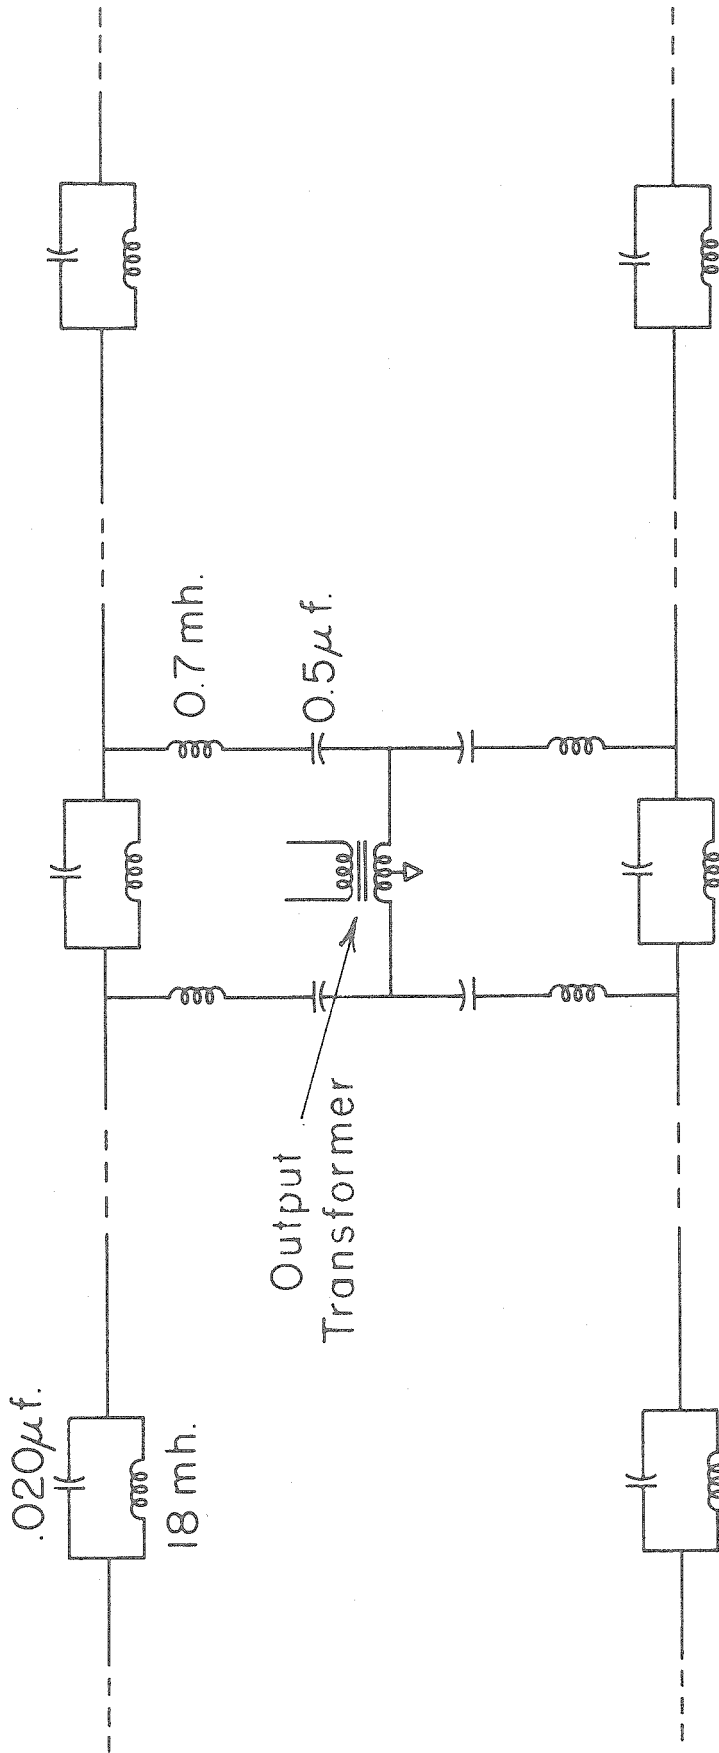 .020μf.
18 mh.
Output
Transformer
0.7 mh.
0.5μf.